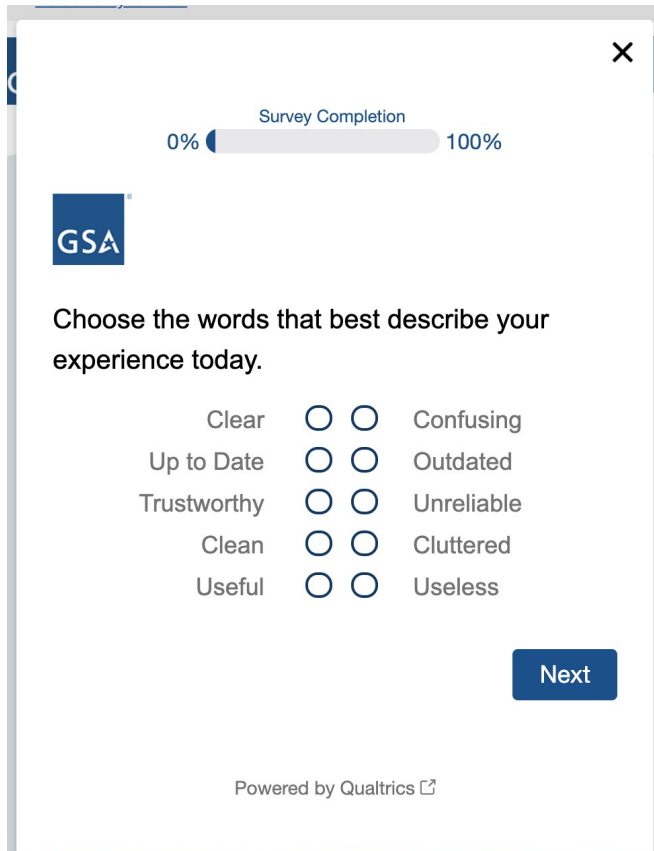 Survey Completion
0% 100%
GSA
Choose the words that best describe your
experience today.
Clear Confusing
Up to Date Outdated
Trustworthy Unreliable
Clean Cluttered
Useful Useless
Next
Powered by Qualtrics